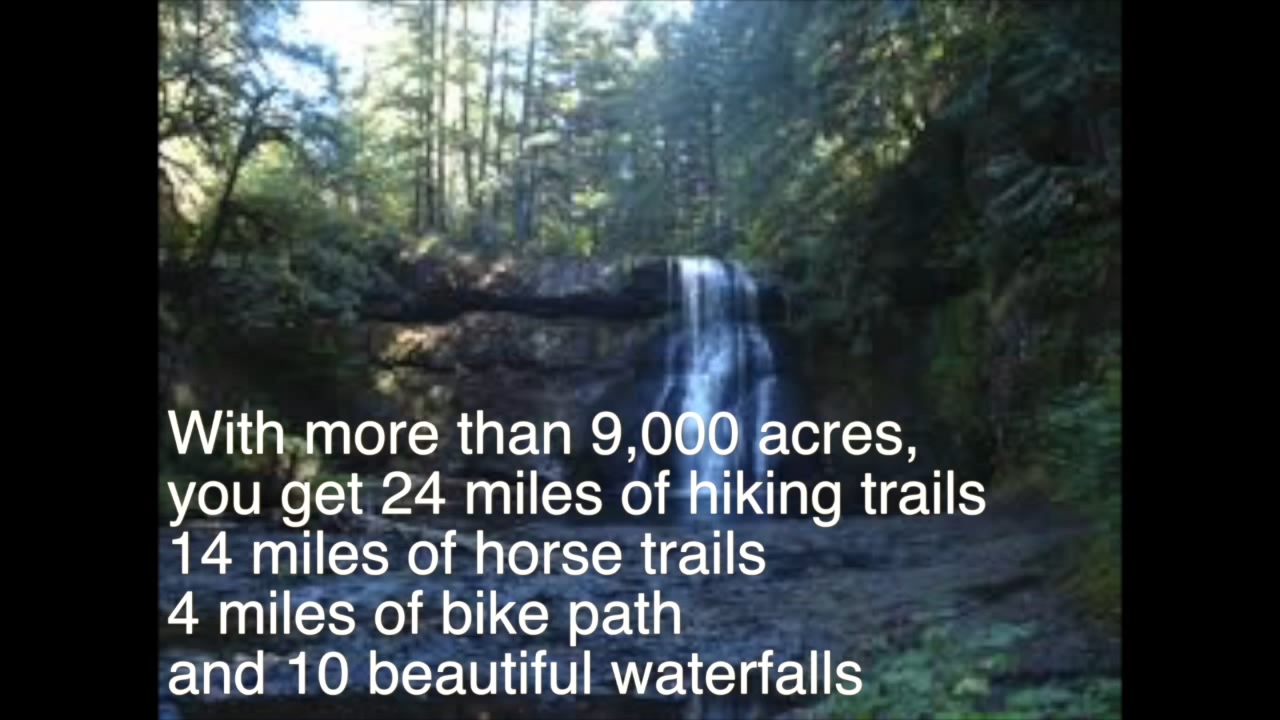 With more than 9,000 acres,
you get 24 miles of hiking trails
14 miles of horse trails
4 miles of bike path
and 10 beautiful waterfalls